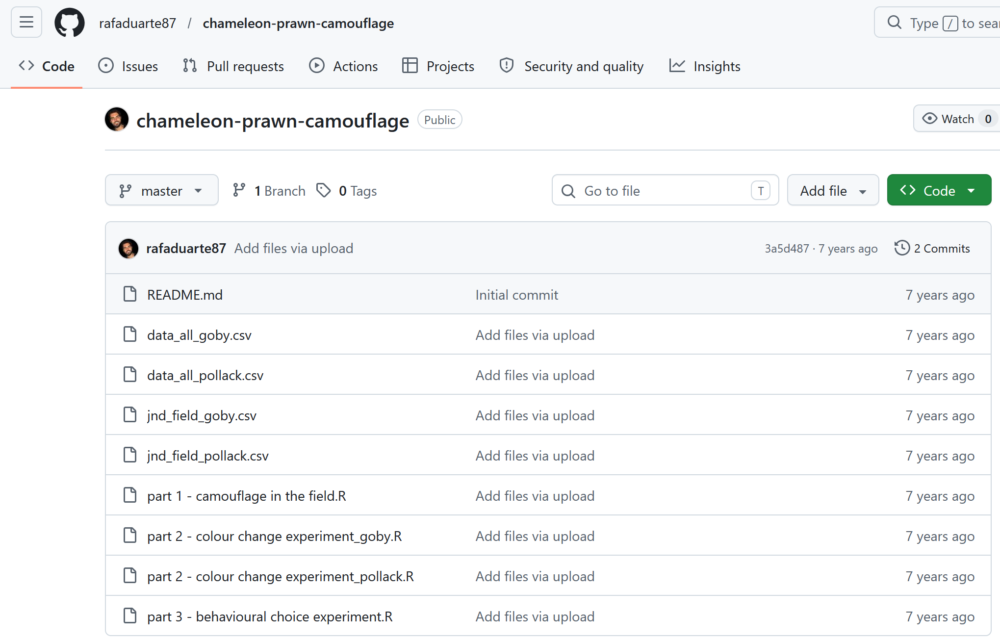 rafaduarte87 / chameleon-prawn-camouflage
Type / to sear
Code Issues Pull requests Actions Projects Security and quality Insights
chameleon-prawn-camouflage Public
Watch 0
master 1 Branch 0 Tags Go to file T Add file Code
rafaduarte87 Add files via upload 3a5d487 · 7 years ago 2 Commits
README.md Initial commit 7 years ago
data_all_goby.csv Add files via upload 7 years ago
data_all_pollack.csv Add files via upload 7 years ago
jnd_field_goby.csv Add files via upload 7 years ago
jnd_field_pollack.csv Add files via upload 7 years ago
part 1 - camouflage in the field.R Add files via upload 7 years ago
part 2 - colour change experiment_goby.R Add files via upload 7 years ago
part 2 - colour change experiment_pollack.R Add files via upload 7 years ago
part 3 - behavioural choice experiment.R Add files via upload 7 years ago